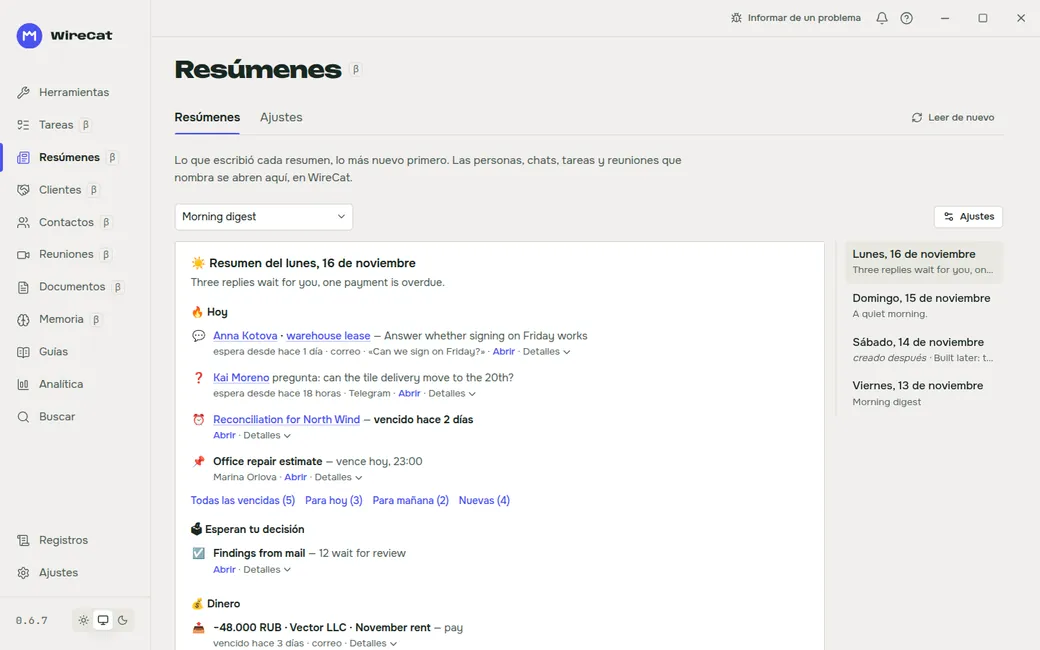 WireCat
Informar de un problema
Herramientas
Tareas β
Resúmenes β
Clientes β
Contactos β
Reuniones β
Documentos β
Memoria β
Guías
Analítica
Buscar
Registros
Ajustes
0.6.7
Resúmenes β
Resúmenes
Ajustes
Leer de nuevo
Lo que escribió cada resumen, lo más nuevo primero. Las personas, chats, tareas y reuniones que
nombra se abren aquí, en WireCat.
Morning digest
Ajustes
Resumen del lunes, 16 de noviembre
Three replies wait for you, one payment is overdue.
Hoy
Anna Kotova · warehouse lease – Answer whether signing on Friday works
espera desde hace 1 día · correo · «Can we sign on Friday?» · Abrir · Detalles
Kai Moreno pregunta: can the tile delivery move to the 20th?
espera desde hace 18 horas · Telegram · Abrir · Detalles
Reconciliation for North Wind – vencido hace 2 días
Abrir · Detalles
Office repair estimate – vence hoy, 23:00
Marina Orlova · Abrir · Detalles
Todas las vencidas (5) Para hoy (3) Para mañana (2) Nuevas (4)
Esperan tu decisión
Findings from mail – 12 wait for review
Abrir · Detalles
Dinero
-48.000 RUB · Vector LLC · November rent – pay
vencido hace 3 días · correo · Detalles
Lunes, 16 de noviembre
Three replies wait for you, on...
Domingo, 15 de noviembre
A quiet morning.
Sábado, 14 de noviembre
creado después · Built later: t...
Viernes, 13 de noviembre
Morning digest